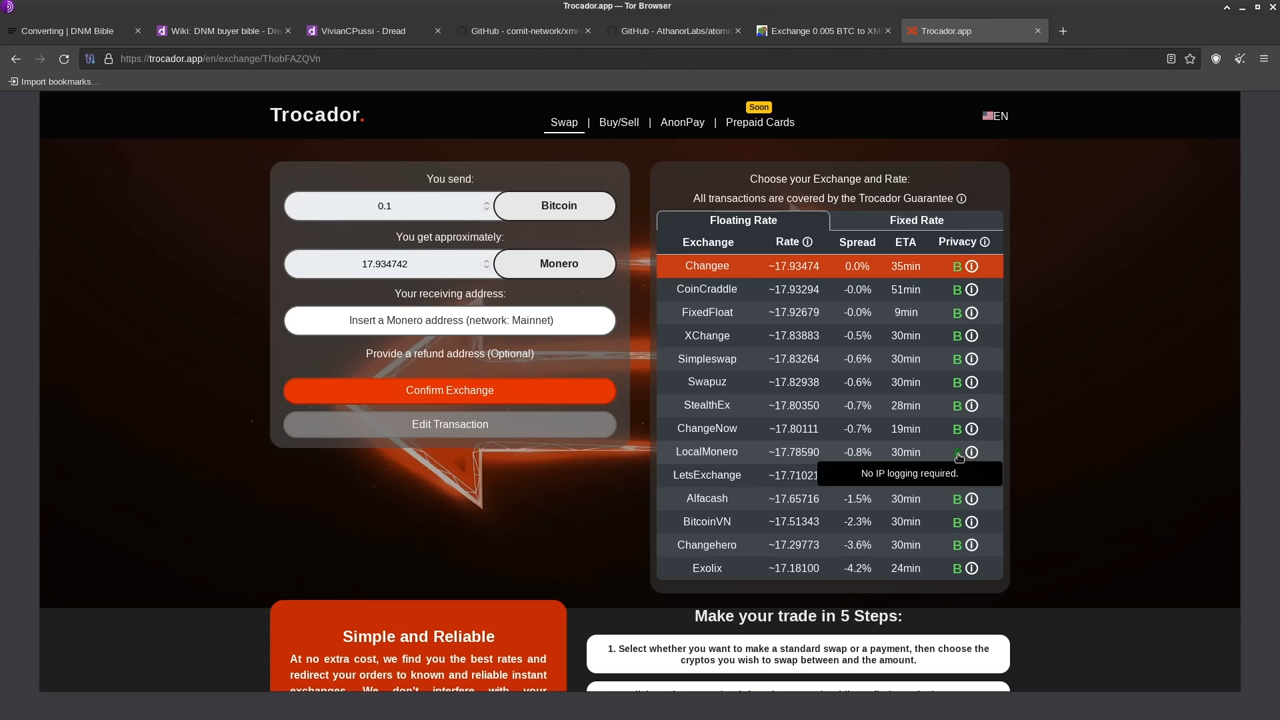 Trocador.app — Tor Browser
Converting | DNM Bible
Wiki: DNM buyer bible - Dre
VivianCPussi - Dread
GitHub - comit-network/xmr
GitHub - AthanorLabs/atomi
Exchange 0.005 BTC to XM
Trocador.app
https://trocador.app/en/exchange/ThobFAZQVn
Import bookmarks…
Trocador.
Swap | Buy/Sell | AnonPay | Prepaid Cards
Soon
EN
You send:
0.1 Bitcoin
You get approximately:
17.934742 Monero
Your receiving address:
Insert a Monero address (network: Mainnet)
Provide a refund address (Optional)
Confirm Exchange
Edit Transaction
Choose your Exchange and Rate:
All transactions are covered by the Trocador Guarantee
Floating Rate Fixed Rate
Exchange Rate Spread ETA Privacy
Changee ~17.93474 0.0% 35min B
CoinCraddle ~17.93294 -0.0% 51min B
FixedFloat ~17.92679 -0.0% 9min B
XChange ~17.83883 -0.5% 30min B
Simpleswap ~17.83264 -0.6% 30min B
Swapuz ~17.82938 -0.6% 30min B
StealthEx ~17.80350 -0.7% 28min B
ChangeNow ~17.80111 -0.7% 19min B
LocalMonero ~17.78590 -0.8% 30min
LetsExchange ~17.71021
No IP logging required.
Alfacash ~17.65716 -1.5% 30min B
BitcoinVN ~17.51343 -2.3% 30min B
Changehero ~17.29773 -3.6% 30min B
Exolix ~17.18100 -4.2% 24min B
Simple and Reliable
At no extra cost, we find you the best rates and
redirect your orders to known and reliable instant
exchanges. We don't interfere with your
Make your trade in 5 Steps:
1. Select whether you want to make a standard swap or a payment, then choose the
cryptos you wish to swap between and the amount.